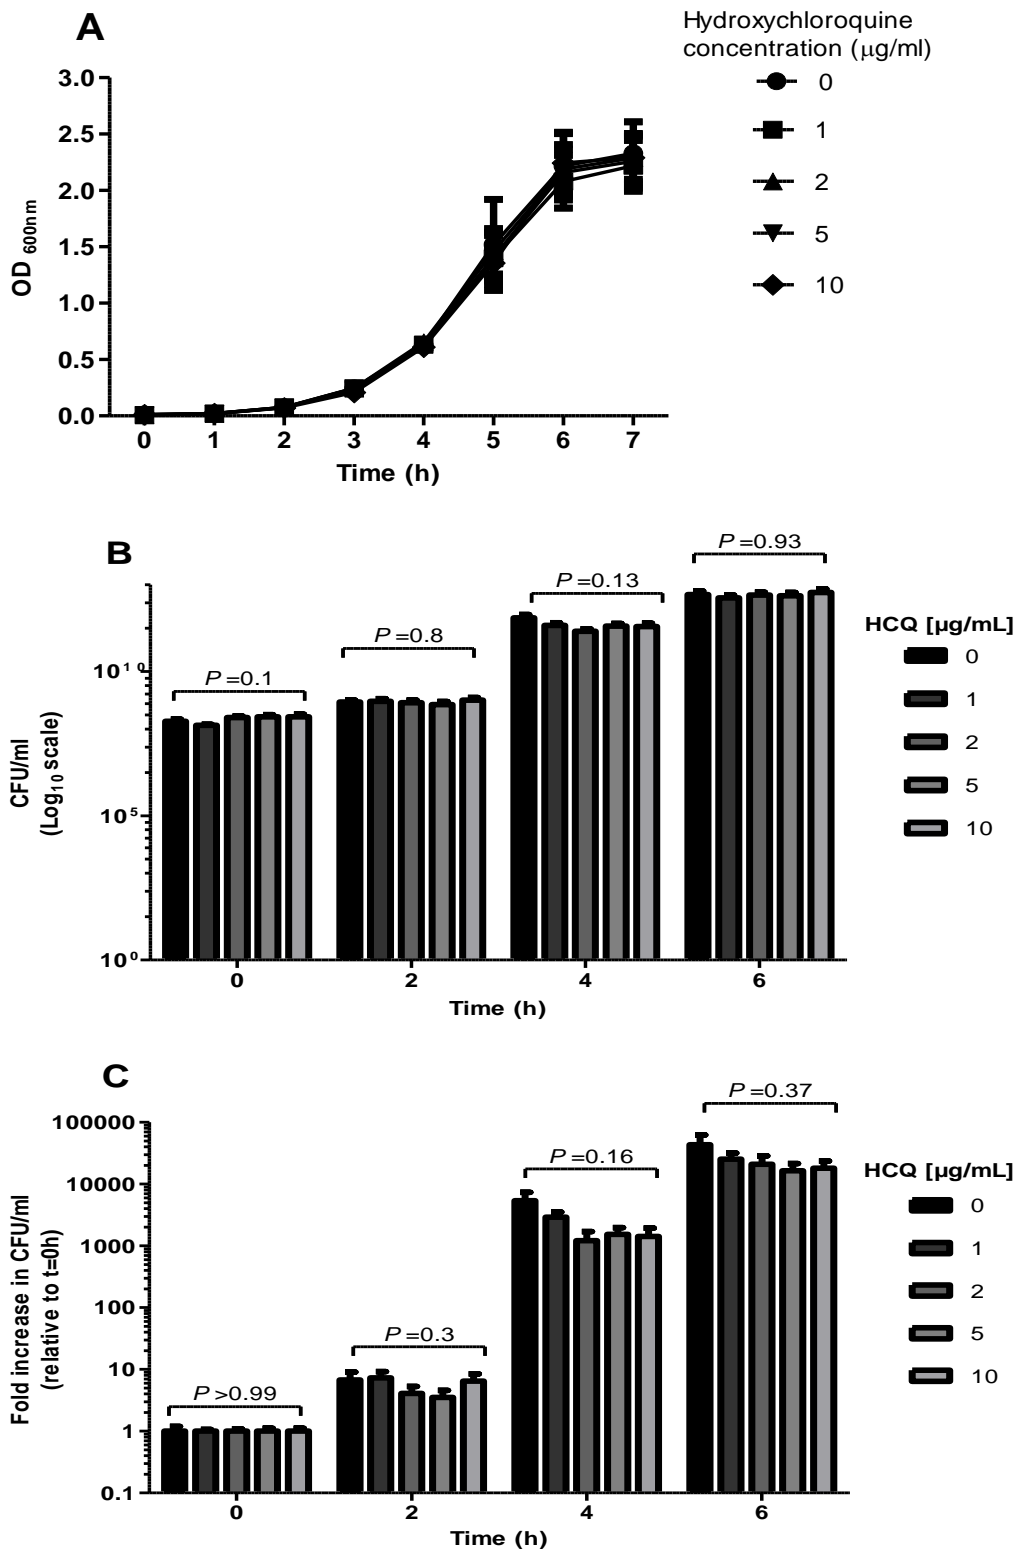 A
Hydroxychloroquine
concentration (µg/ml)
0
1
2
5
10
3.0
2.5
2.0
1.5
1.0
0.5
0.0
OD 600nm
0 1 2 3 4 5 6 7
Time (h)
B
P=0.1
P=0.8
P=0.13
P=0.93
10¹⁰
10⁵
10⁰
CFU/ml
(Log₁₀ scale)
0 2 4 6
Time (h)
HCQ [µg/mL]
0
1
2
5
10
C
P>0.99
P=0.3
P=0.16
P=0.37
100000
10000
1000
100
10
1
0.1
Fold increase in CFU/ml
(relative to t=0h)
0 2 4 6
Time (h)
HCQ [µg/mL]
0
1
2
5
10